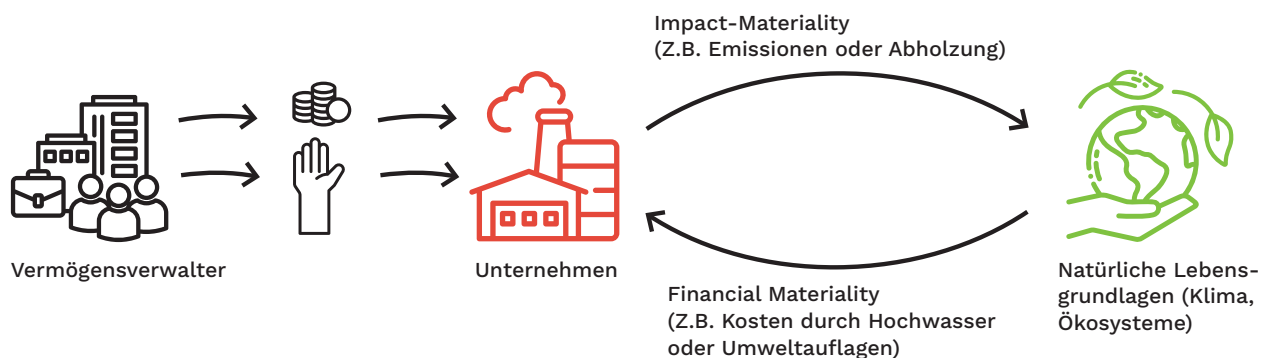 Impact-Materiality
(Z.B. Emissionen oder Abholzung)
Vermögensverwalter
Unternehmen
Financial Materiality
(Z.B. Kosten durch Hochwasser
oder Umweltauflagen)
Natürliche Lebens-
grundlagen (Klima,
Ökosysteme)